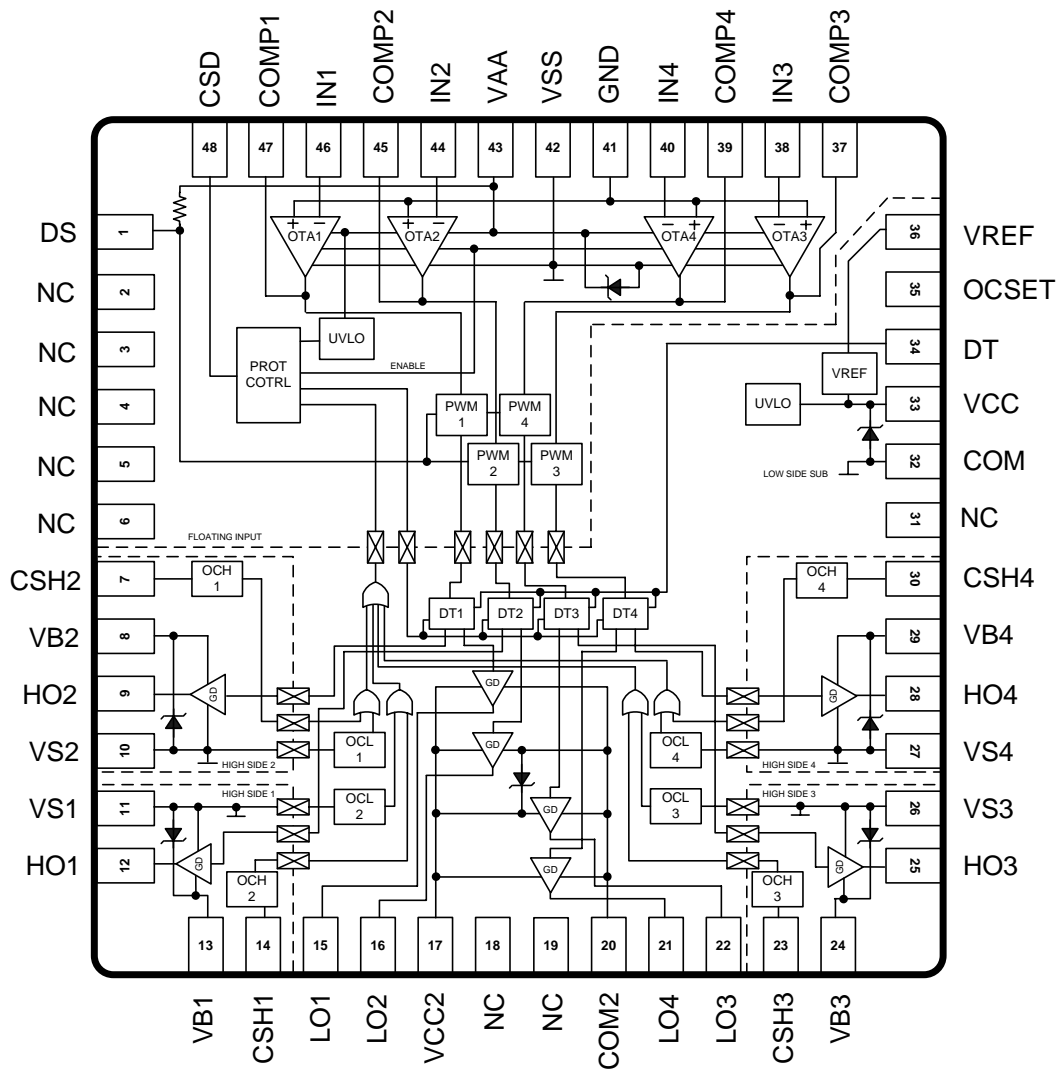 CSD
COMP1
IN1
COMP2
IN2
VAA
VSS
GND
IN4
COMP4
IN3
COMP3
48
47
46
45
44
43
42
41
40
39
38
37
DS
1
NC
2
NC
3
NC
4
NC
5
NC
6
CSH2
7
VB2
8
HO2
9
VS2
10
VS1
11
HO1
12
36
VREF
35
OCSET
34
DT
33
VCC
32
COM
31
NC
30
CSH4
29
VB4
28
HO4
27
VS4
26
VS3
25
HO3
+ −
OTA1
+ −
OTA2
− +
OTA4
− +
OTA3
UVLO
PROT
COTRL
ENABLE
PWM
1
PWM
4
PWM
2
PWM
3
VREF
UVLO
LOW SIDE SUB
FLOATING INPUT
OCH
1
OCH
4
DT1
DT2
DT3
DT4
GD
GD
GD
GD
GD
GD
OCL
1
OCL
4
HIGH SIDE 2
HIGH SIDE 4
HIGH SIDE 1
HIGH SIDE 3
OCL
2
OCL
3
GD
GD
OCH
2
OCH
3
13
14
15
16
17
18
19
20
21
22
23
24
VB1
CSH1
LO1
LO2
VCC2
NC
NC
COM2
LO4
LO3
CSH3
VB3